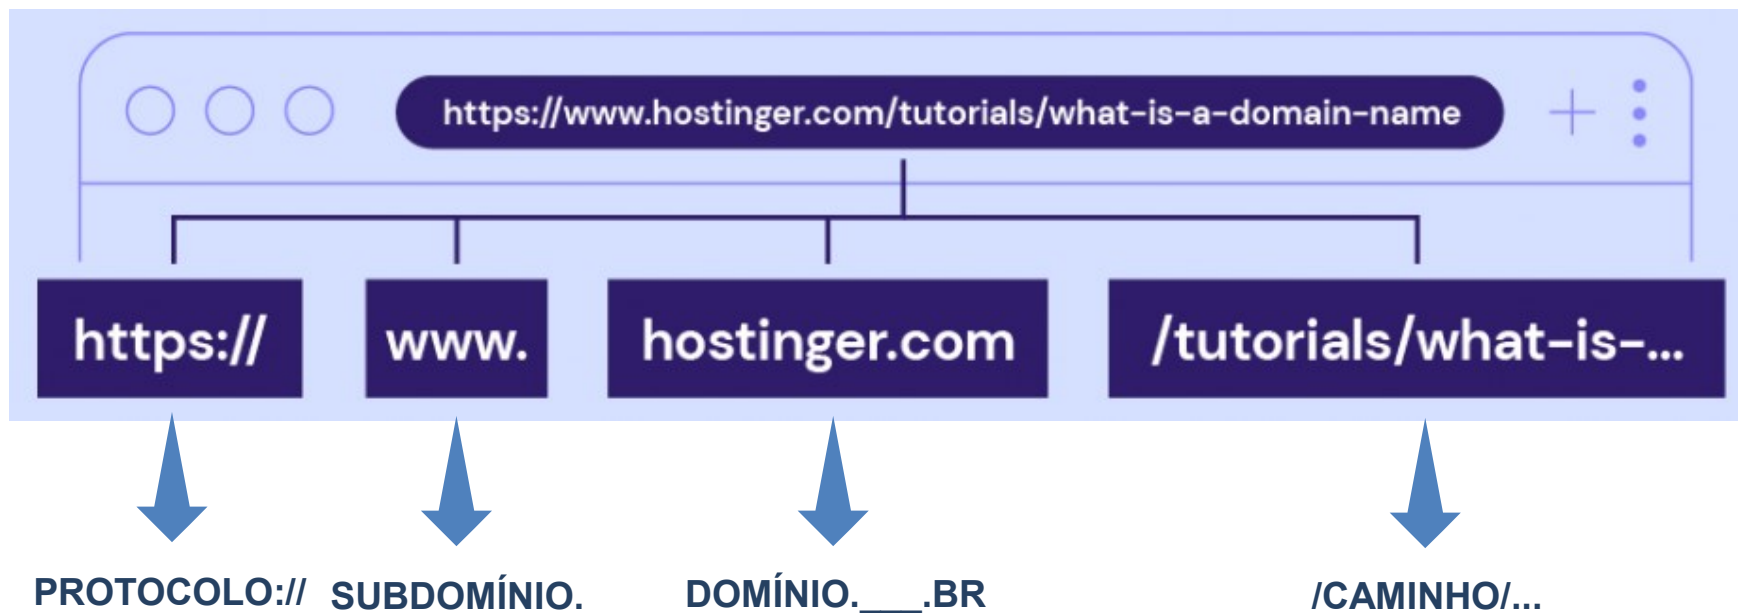 https://www.hostinger.com/tutorials/what-is-a-domain-name
https:// www. hostinger.com /tutorials/what-is-...
PROTOCOLO:// SUBDOMÍNIO. DOMÍNIO.___.BR /CAMINHO/...